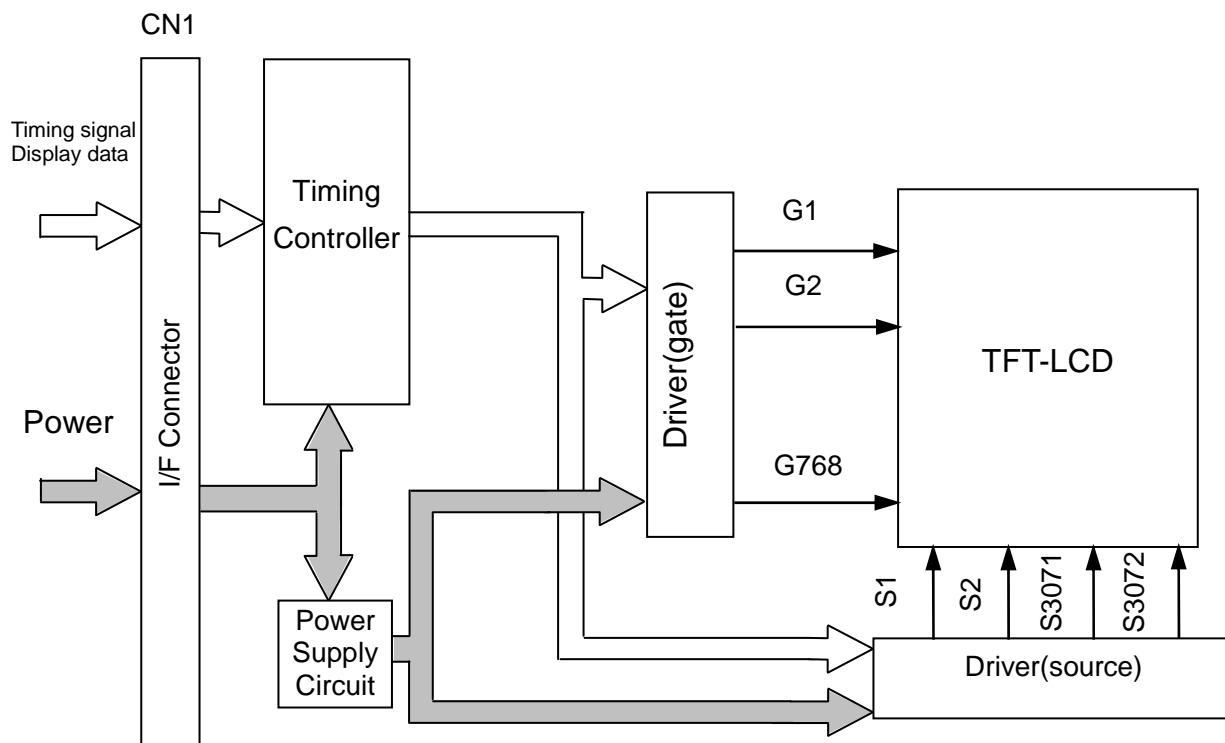 CN1
Timing signal
Display data
Timing
Controller
Power
I/F Connector
Power
Supply
Circuit
Driver(gate)
G1
G2
G768
TFT-LCD
S1
S2
S3071
S3072
Driver(source)